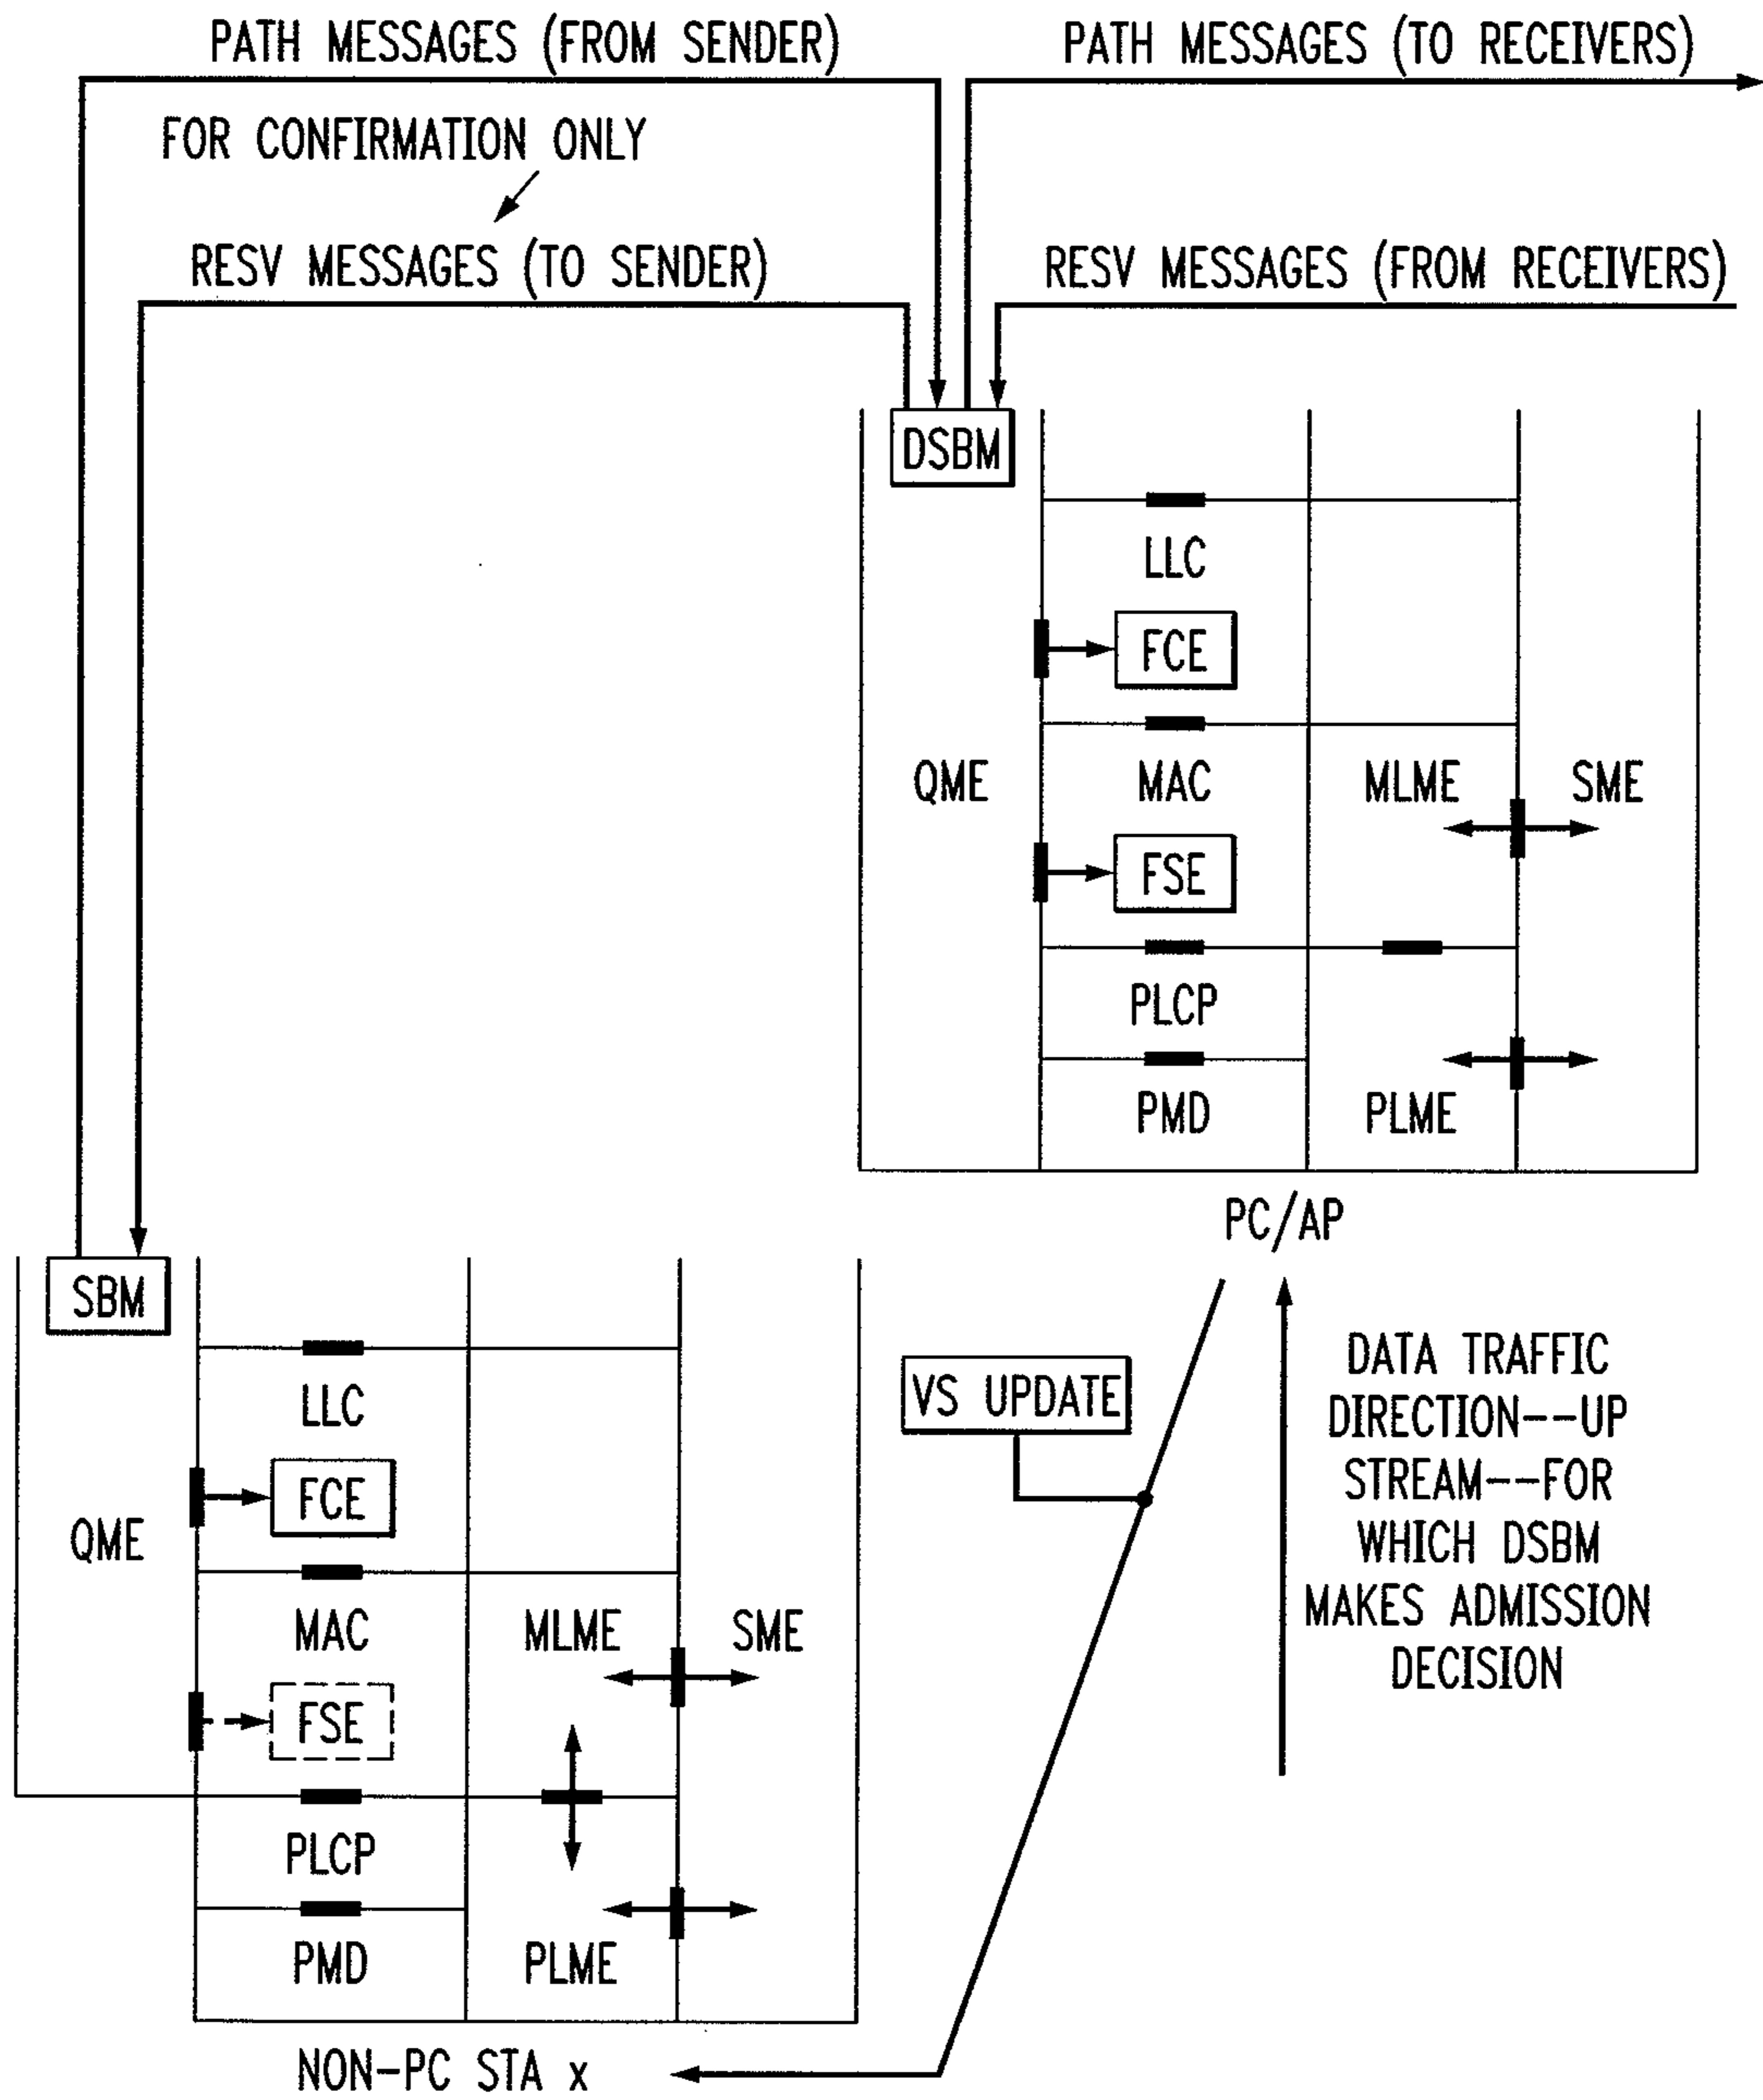 PATH MESSAGES (FROM SENDER)
PATH MESSAGES (TO RECEIVERS)
FOR CONFIRMATION ONLY
RESV MESSAGES (TO SENDER)
RESV MESSAGES (FROM RECEIVERS)
DSBM
LLC
FCE
QME
MAC
MLME
SME
FSE
PLCP
PMD
PLME
PC/AP
SBM
LLC
FCE
QME
MAC
MLME
SME
FSE
PLCP
PMD
PLME
NON-PC STA x
VS UPDATE
DATA TRAFFIC
DIRECTION--UP
STREAM--FOR
WHICH DSBM
MAKES ADMISSION
DECISION